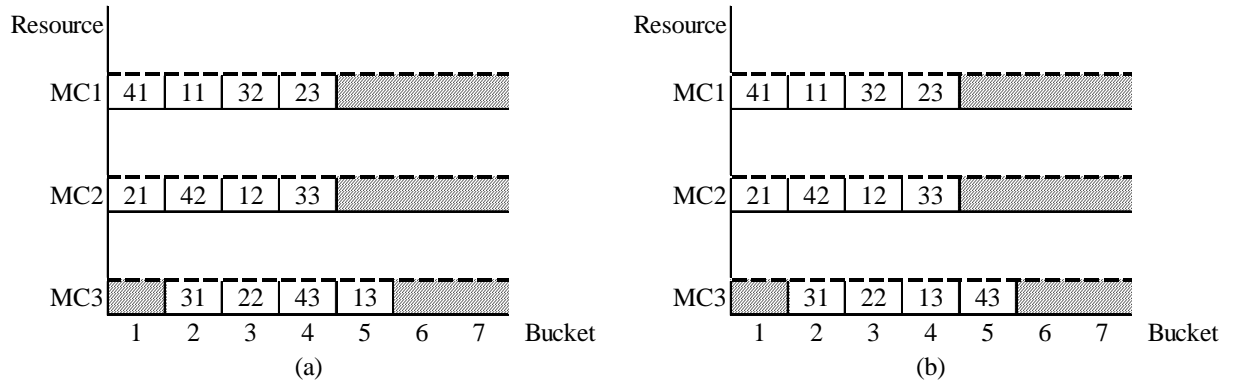 Resource
MC1 41 11 32 23
MC2 21 42 12 33
MC3 31 22 43 13
1 2 3 4 5 6 7 Bucket
(a)
Resource
MC1 41 11 32 23
MC2 21 42 12 33
MC3 31 22 13 43
1 2 3 4 5 6 7 Bucket
(b)